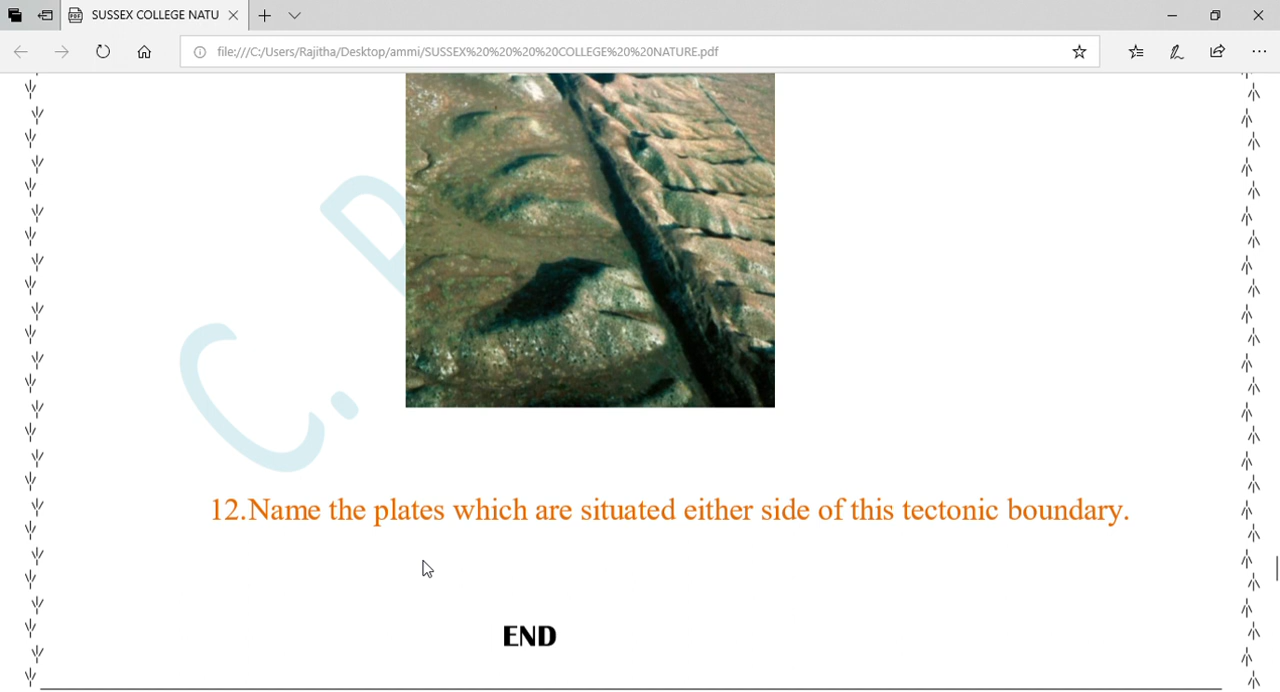 SUSSEX COLLEGE NATU
file:///C:/Users/Rajitha/Desktop/ammi/SUSSEX%20%20%20%20COLLEGE%20%20NATURE.pdf
C. P
12.Name the plates which are situated either side of this tectonic boundary.
END